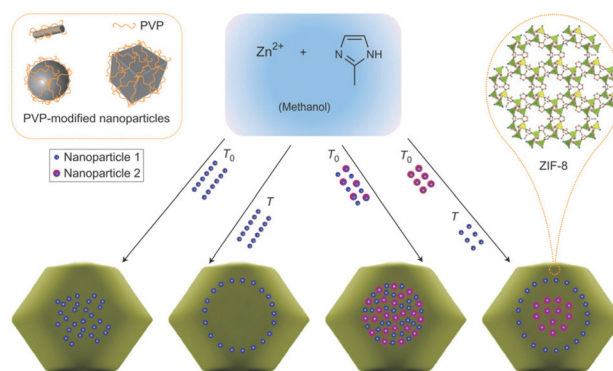 PVP
PVP-modified nanoparticles
Zn2+ + N NH
(Methanol)
ZIF-8
Nanoparticle 1
Nanoparticle 2
T0
T
T0
T0
T